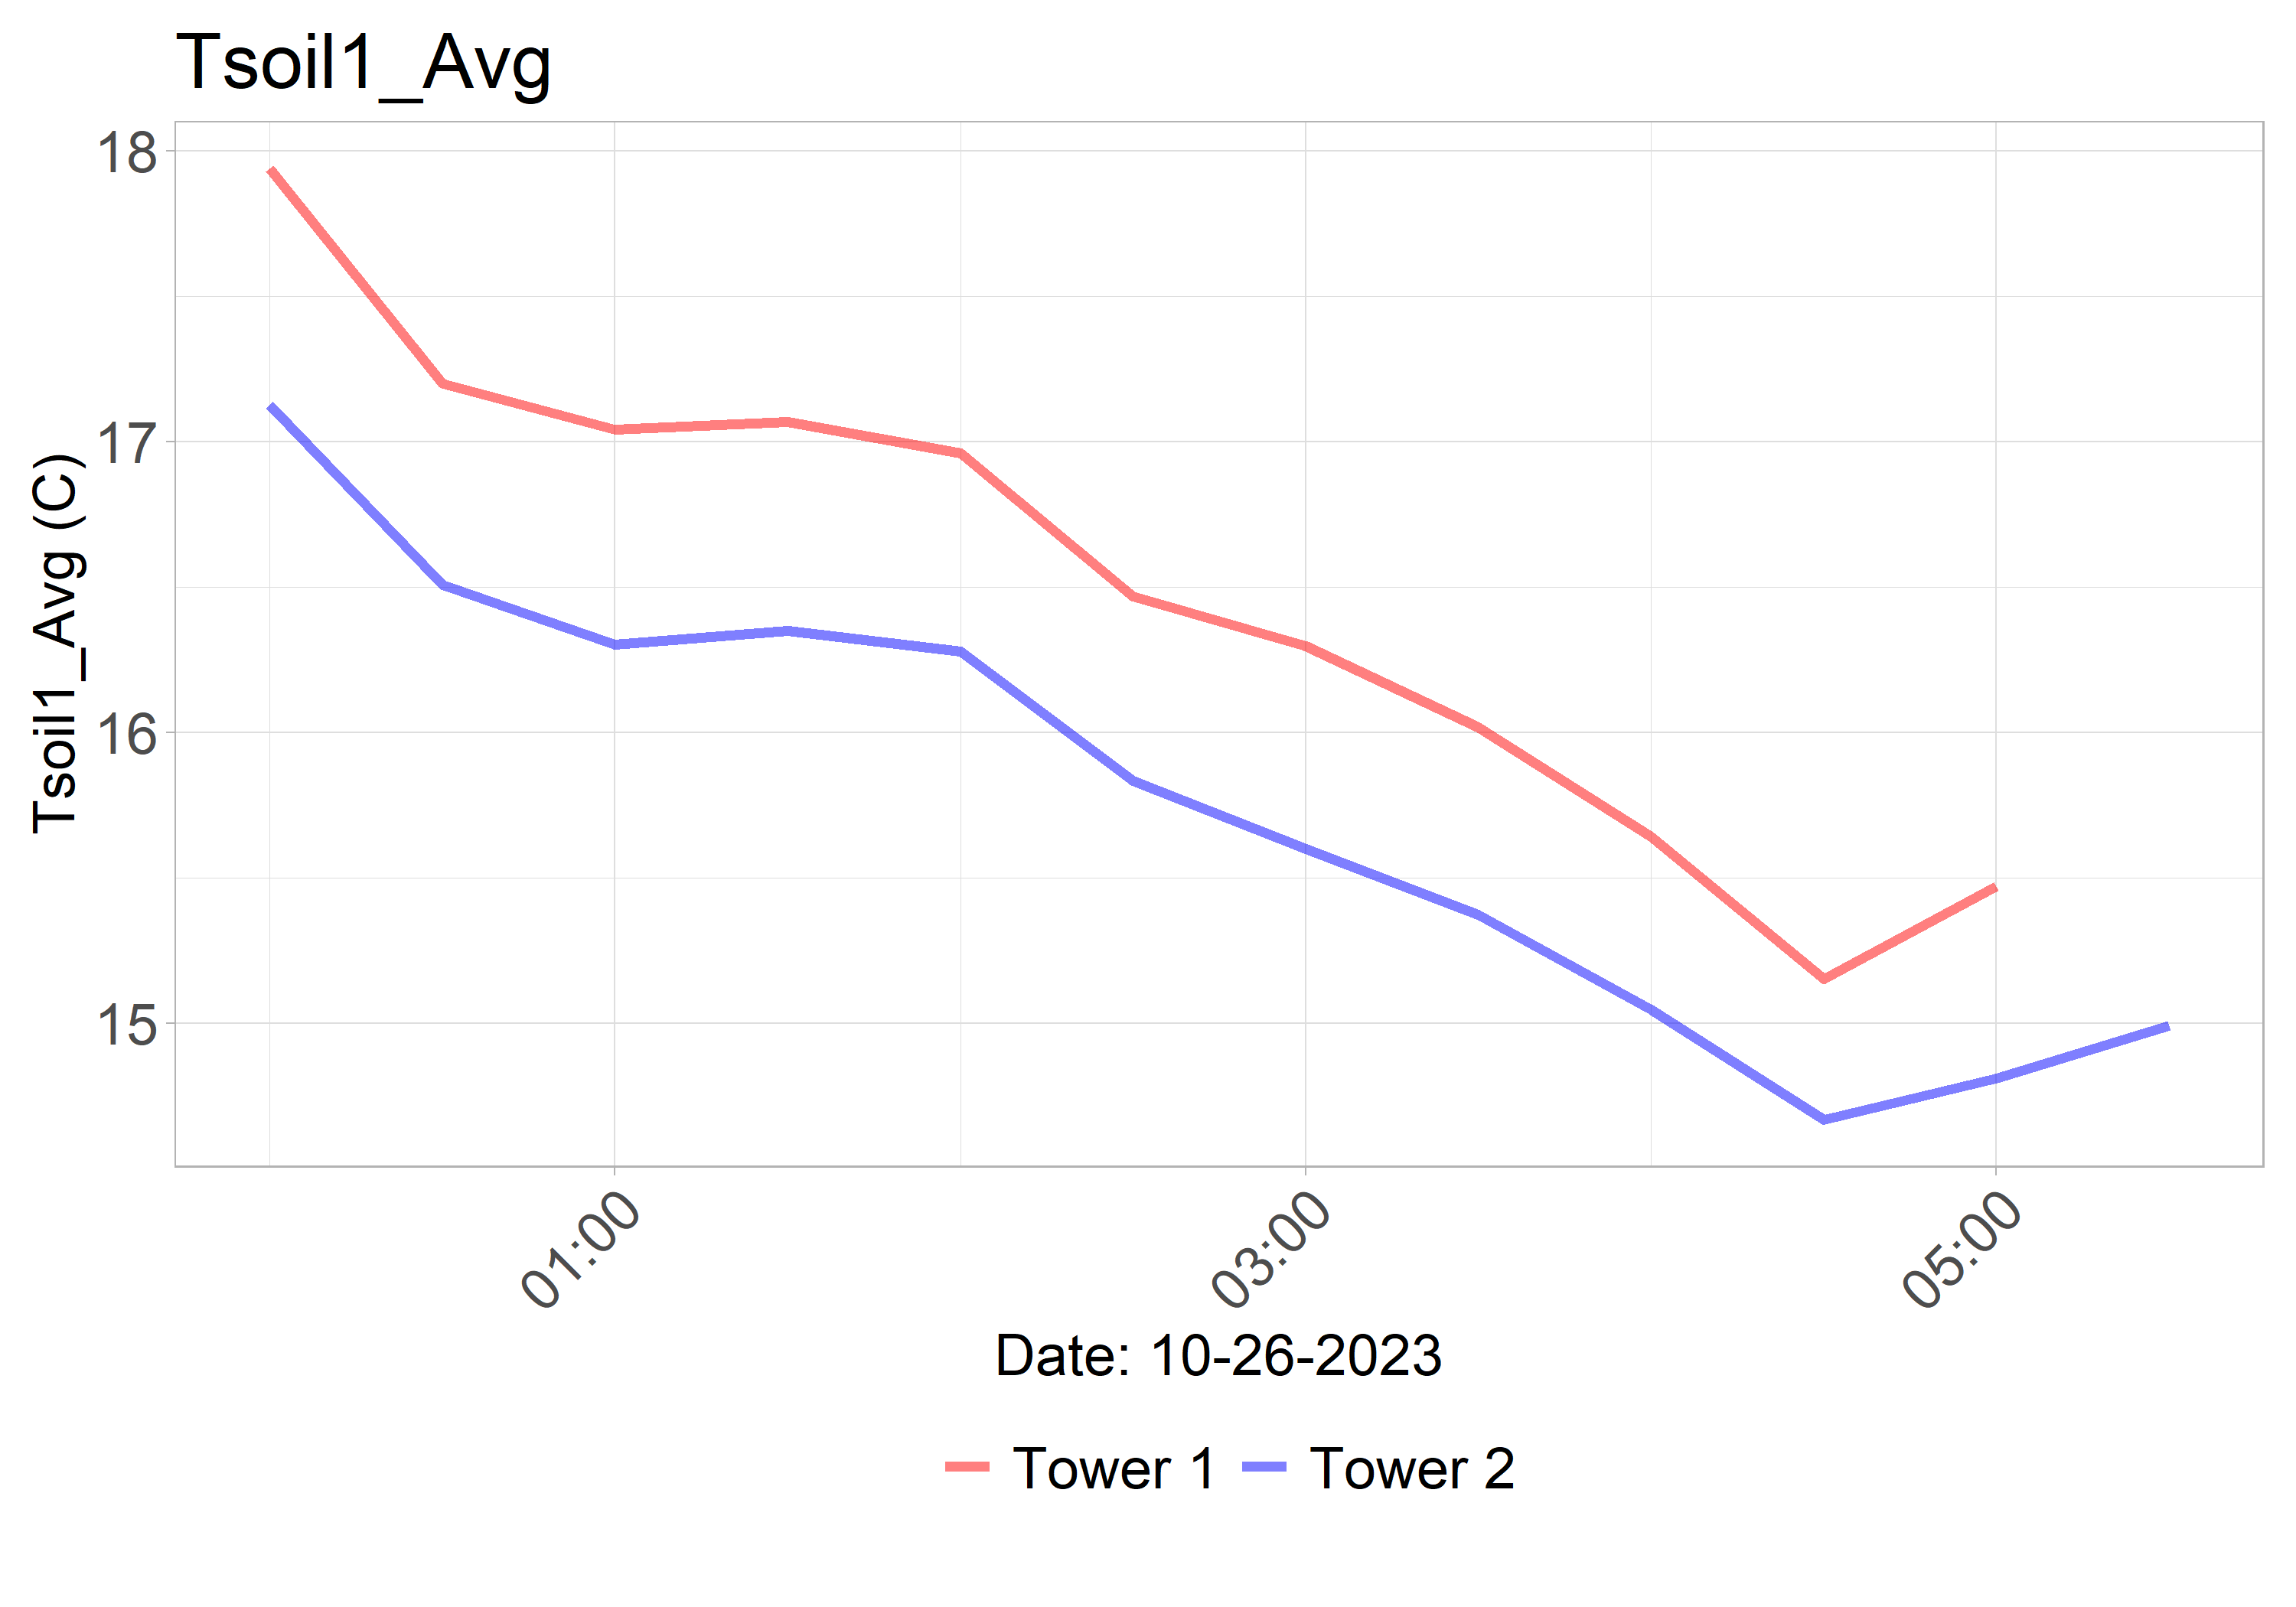 Tsoil1_Avg
Tsoil1_Avg (C)
18
17
16
15
01:00 03:00 05:00
Date: 10-26-2023
Tower 1 Tower 2